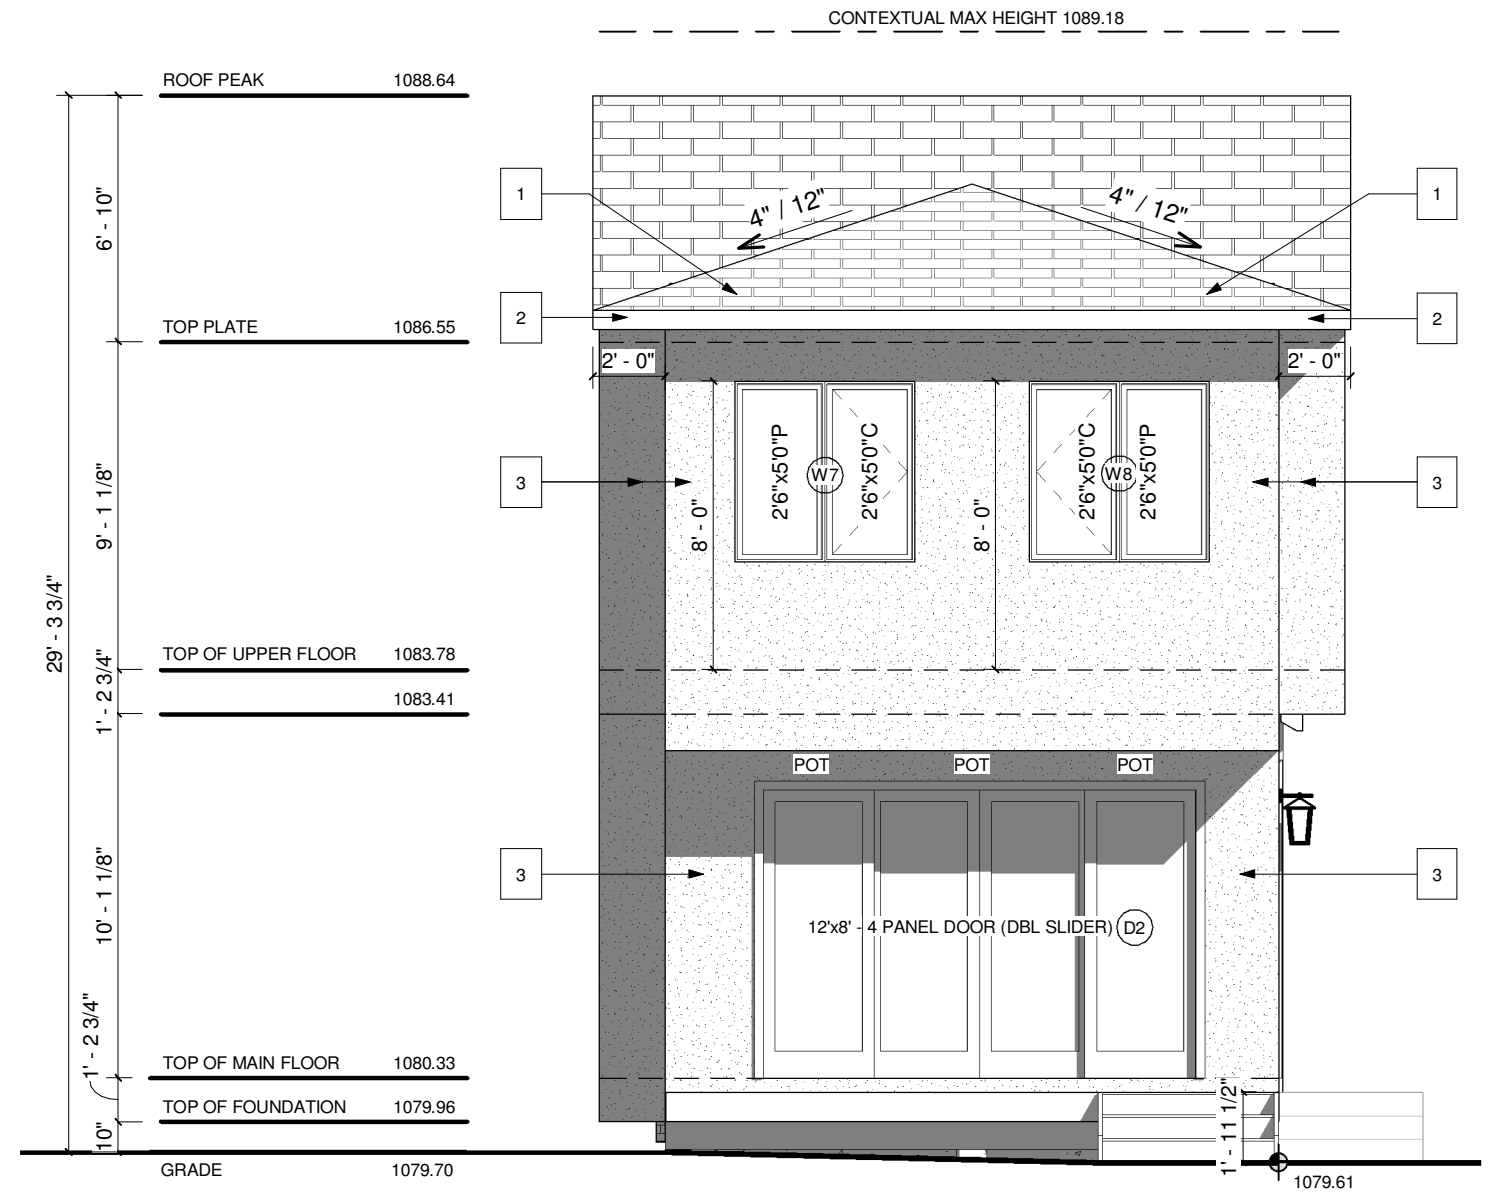 CONTEXTUAL MAX HEIGHT 1089.18
ROOF PEAK 1088.64
6' - 10"
1
4" / 12"
4" / 12"
1
TOP PLATE 1086.55
2
2
2' - 0"
2' - 0"
9' - 1 1/8"
3
8' - 0"
2'6"x5'0"P
W7
2'6"x5'0"C
8' - 0"
2'6"x5'0"C
W8
2'6"x5'0"P
3
29' - 3 3/4"
TOP OF UPPER FLOOR 1083.78
1' - 2 3/4"
1083.41
POT
POT
POT
10' - 1 1/8"
3
3
12'x8' - 4 PANEL DOOR (DBL SLIDER)
D2
1' - 2 3/4"
TOP OF MAIN FLOOR 1080.33
TOP OF FOUNDATION 1079.96
10"
1' - 11 1/2"
GRADE 1079.70
1079.61